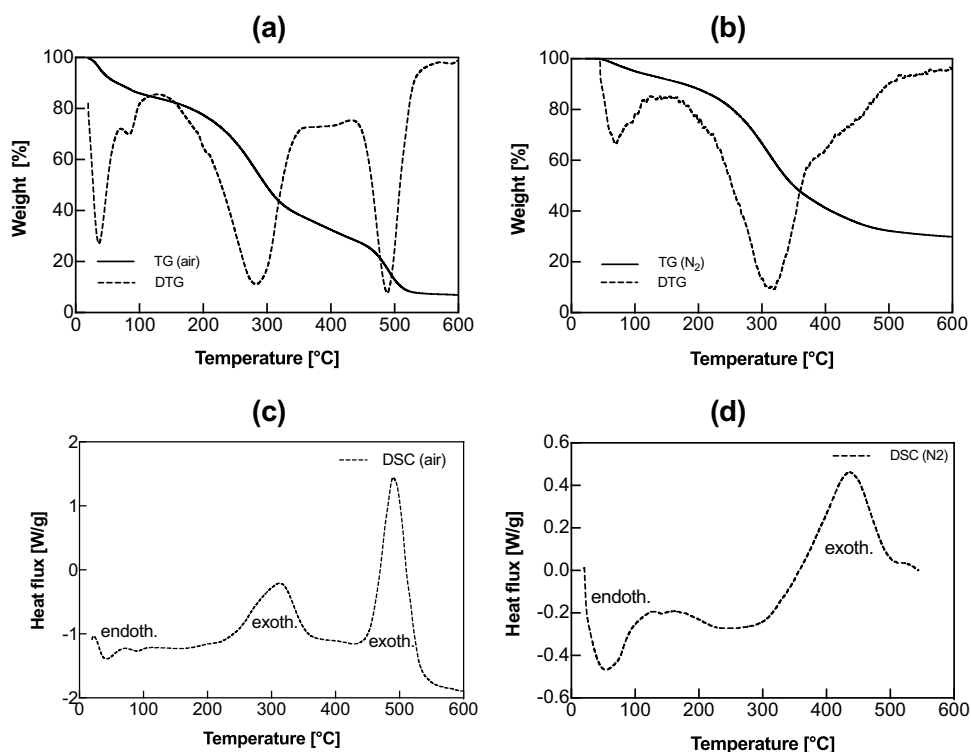 (a)
100
80
60
40
20
0
Weight [%]
TG (air)
DTG
0 100 200 300 400 500 600
Temperature [°C]
(b)
100
80
60
40
20
0
Weight [%]
TG (N₂)
DTG
0 100 200 300 400 500 600
Temperature [°C]
(c)
2
1
0
-1
-2
Heat flux [W/g]
DSC (air)
endoth.
exoth.
exoth.
0 100 200 300 400 500 600
Temperature [°C]
(d)
0.6
0.4
0.2
0
-0.2
-0.4
-0.6
Heat flux [W/g]
DSC (N2)
exoth.
endoth.
0 100 200 300 400 500 600
Temperature [°C]